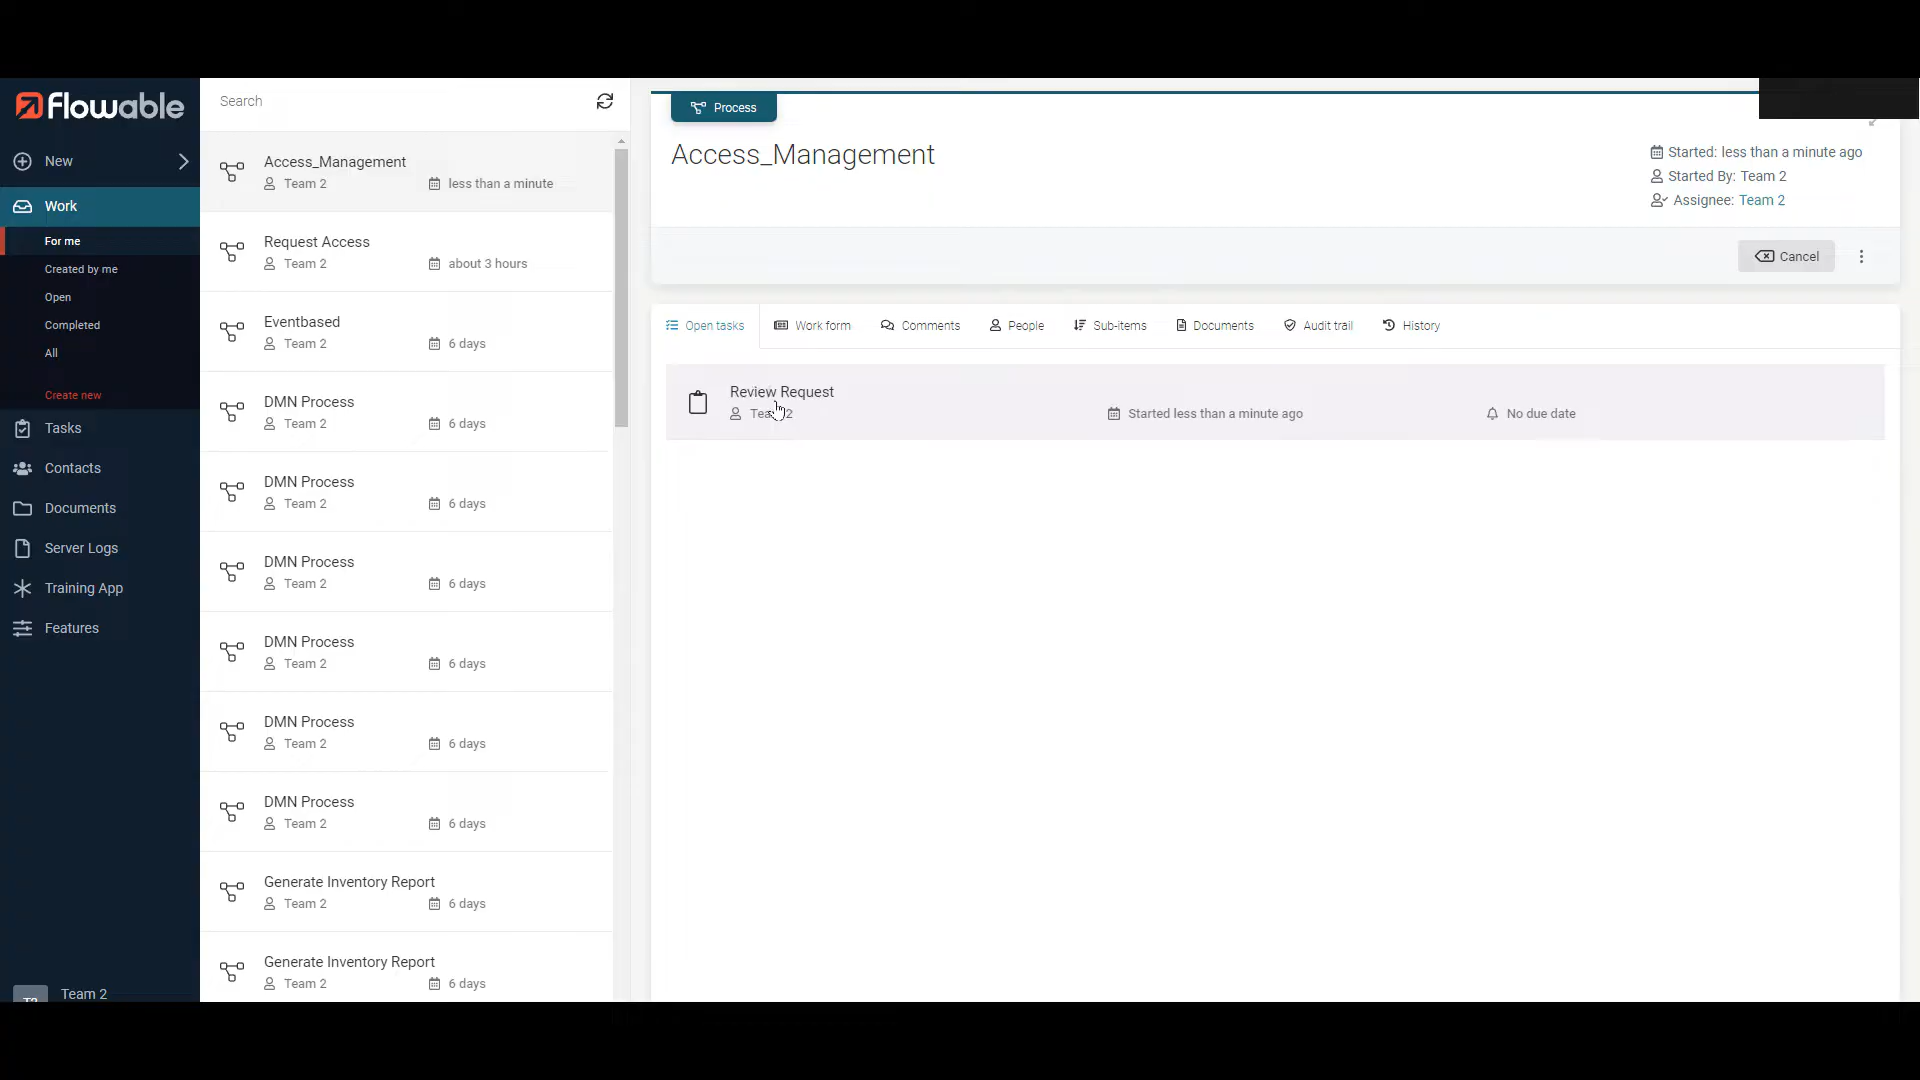 flowable
New
Work
For me
Created by me
Open
Completed
All
Create new
Tasks
Contacts
Documents
Server Logs
Training App
Features
Team 2
Search
Access_Management
Team 2 less than a minute
Request Access
Team 2 about 3 hours
Eventbased
Team 2 6 days
DMN Process
Team 2 6 days
DMN Process
Team 2 6 days
DMN Process
Team 2 6 days
DMN Process
Team 2 6 days
DMN Process
Team 2 6 days
DMN Process
Team 2 6 days
Generate Inventory Report
Team 2 6 days
Generate Inventory Report
Team 2 6 days
Process
Access_Management
Started: less than a minute ago
Started By: Team 2
Assignee: Team 2
Cancel
Open tasks Work form Comments People Sub-items Documents Audit trail History
Review Request
Team 2 Started less than a minute ago No due date